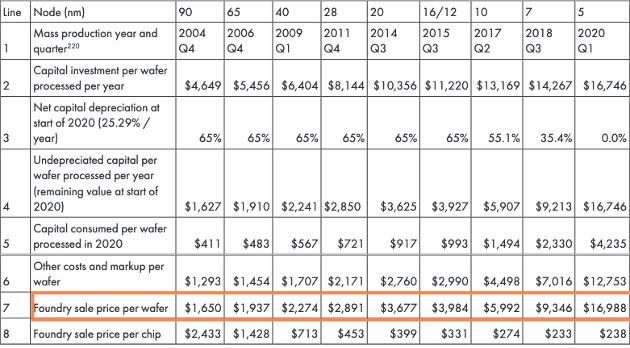 Line Node (nm) 90 65 40 28 20 16/12 10 7 5
1 Mass production year and quarter220 2004 Q4 2006 Q4 2009 Q1 2011 Q4 2014 Q3 2015 Q3 2017 Q2 2018 Q3 2020 Q1
2 Capital investment per wafer processed per year $4,649 $5,456 $6,404 $8,144 $10,356 $11,220 $13,169 $14,267 $16,746
3 Net capital depreciation at start of 2020 (25.29% / year) 65% 65% 65% 65% 65% 65% 55.1% 35.4% 0.0%
4 Undepreciated capital per wafer processed per year (remaining value at start of 2020) $1,627 $1,910 $2,241 $2,850 $3,625 $3,927 $5,907 $9,213 $16,746
5 Capital consumed per wafer processed in 2020 $411 $483 $567 $721 $917 $993 $1,494 $2,330 $4,235
6 Other costs and markup per wafer $1,293 $1,454 $1,707 $2,171 $2,760 $2,990 $4,498 $7,016 $12,753
7 Foundry sale price per wafer $1,650 $1,937 $2,274 $2,891 $3,677 $3,984 $5,992 $9,346 $16,988
8 Foundry sale price per chip $2,433 $1,428 $713 $453 $399 $331 $274 $233 $238